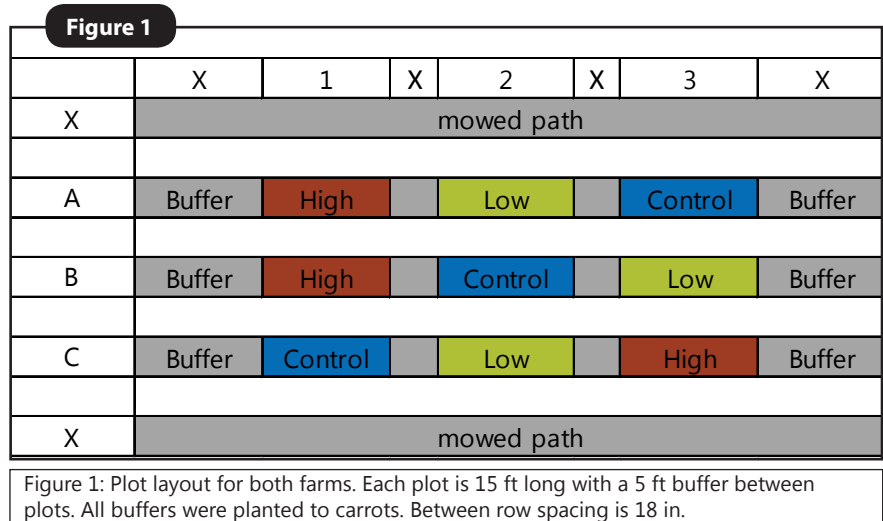 Figure 1
X 1 X 2 X 3 X
X mowed path
A Buffer High Low Control Buffer
B Buffer High Control Low Buffer
C Buffer Control Low High Buffer
X mowed path
Figure 1: Plot layout for both farms. Each plot is 15 ft long with a 5 ft buffer between
plots. All buffers were planted to carrots. Between row spacing is 18 in.